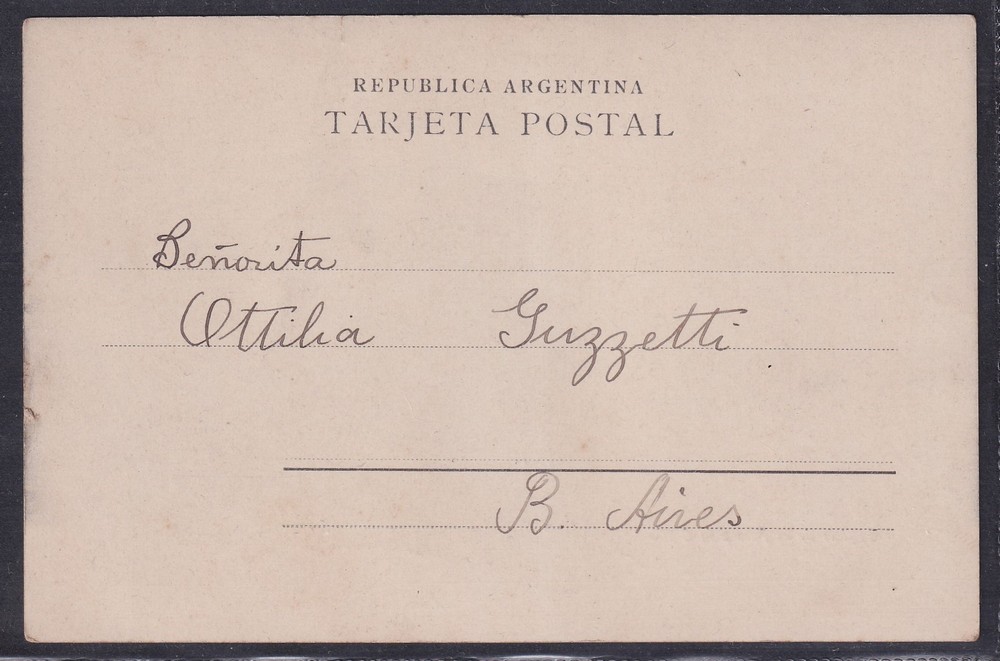 REPUBLICA ARGENTINA
TARJETA POSTAL
Señorita
Ottilia Guzzetti
B. Aires